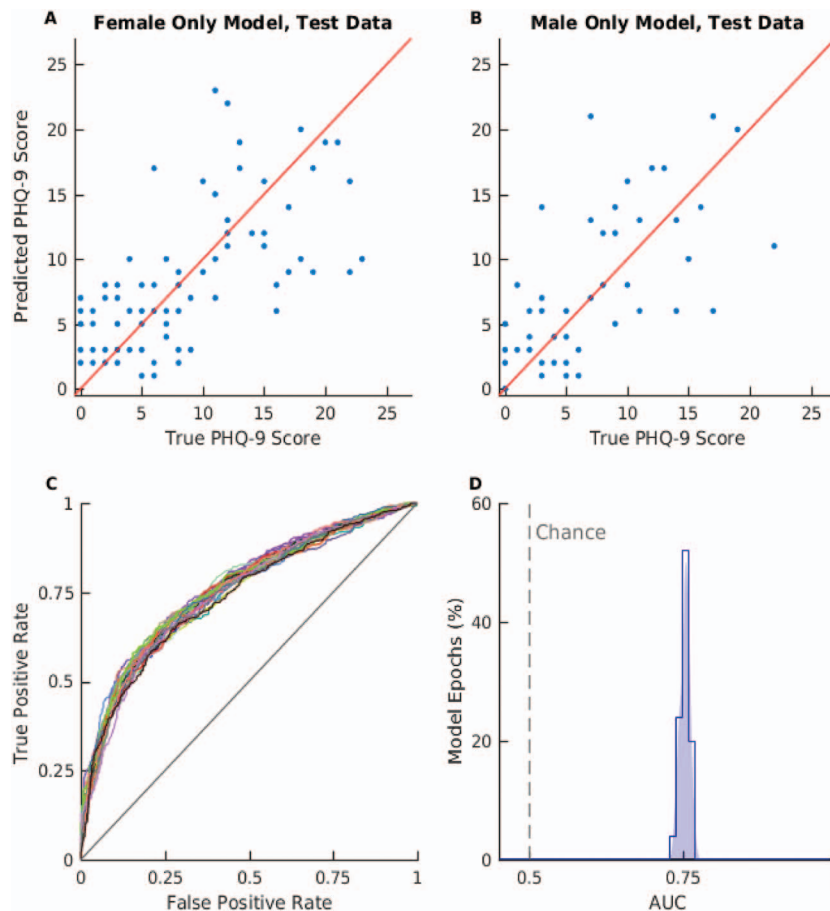 A Female Only Model, Test Data
B Male Only Model, Test Data
Predicted PHQ-9 Score
25
20
15
10
5
0
0 5 10 15 20 25
True PHQ-9 Score
25
20
15
10
5
0
0 5 10 15 20 25
True PHQ-9 Score
C
True Positive Rate
1
0.75
0.5
0.25
0
0 0.25 0.5 0.75 1
False Positive Rate
D
Model Epochs (%)
60
40
20
0
Chance
0.5 0.75
AUC